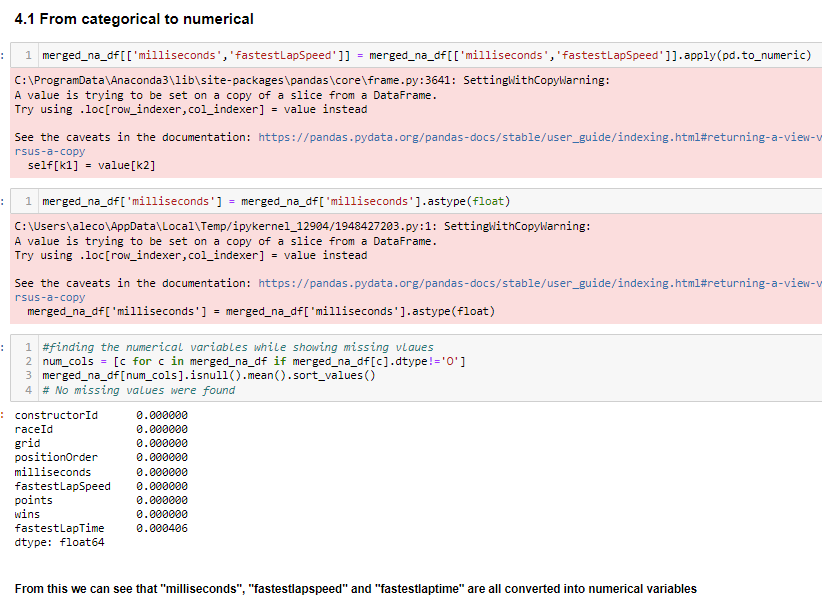 4.1 From categorical to numerical
1 merged_na_df[['milliseconds','fastestLapSpeed']] = merged_na_df[['milliseconds','fastestLapSpeed']].apply(pd.to_numeric)
C:\ProgramData\Anaconda3\lib\site-packages\pandas\core\frame.py:3641: SettingWithCopyWarning:
A value is trying to be set on a copy of a slice from a DataFrame.
Try using .loc[row_indexer,col_indexer] = value instead
See the caveats in the documentation: https://pandas.pydata.org/pandas-docs/stable/user_guide/indexing.html#returning-a-view-v
rsus-a-copy
self[k1] = value[k2]
1 merged_na_df['milliseconds'] = merged_na_df['milliseconds'].astype(float)
C:\Users\aleco\AppData\Local\Temp/ipykernel_12904/1948427203.py:1: SettingWithCopyWarning:
A value is trying to be set on a copy of a slice from a DataFrame.
Try using .loc[row_indexer,col_indexer] = value instead
See the caveats in the documentation: https://pandas.pydata.org/pandas-docs/stable/user_guide/indexing.html#returning-a-view-v
rsus-a-copy
merged_na_df['milliseconds'] = merged_na_df['milliseconds'].astype(float)
1 #finding the numerical variables while showing missing vlaues
2 num_cols = [c for c in merged_na_df if merged_na_df[c].dtype!='O']
3 merged_na_df[num_cols].isnull().mean().sort_values()
4 # No missing values were found
constructorId 0.000000
raceId 0.000000
grid 0.000000
positionOrder 0.000000
milliseconds 0.000000
fastestLapSpeed 0.000000
points 0.000000
wins 0.000000
fastestLapTime 0.000406
dtype: float64
From this we can see that "milliseconds", "fastestlapspeed" and "fastestlaptime" are all converted into numerical variables